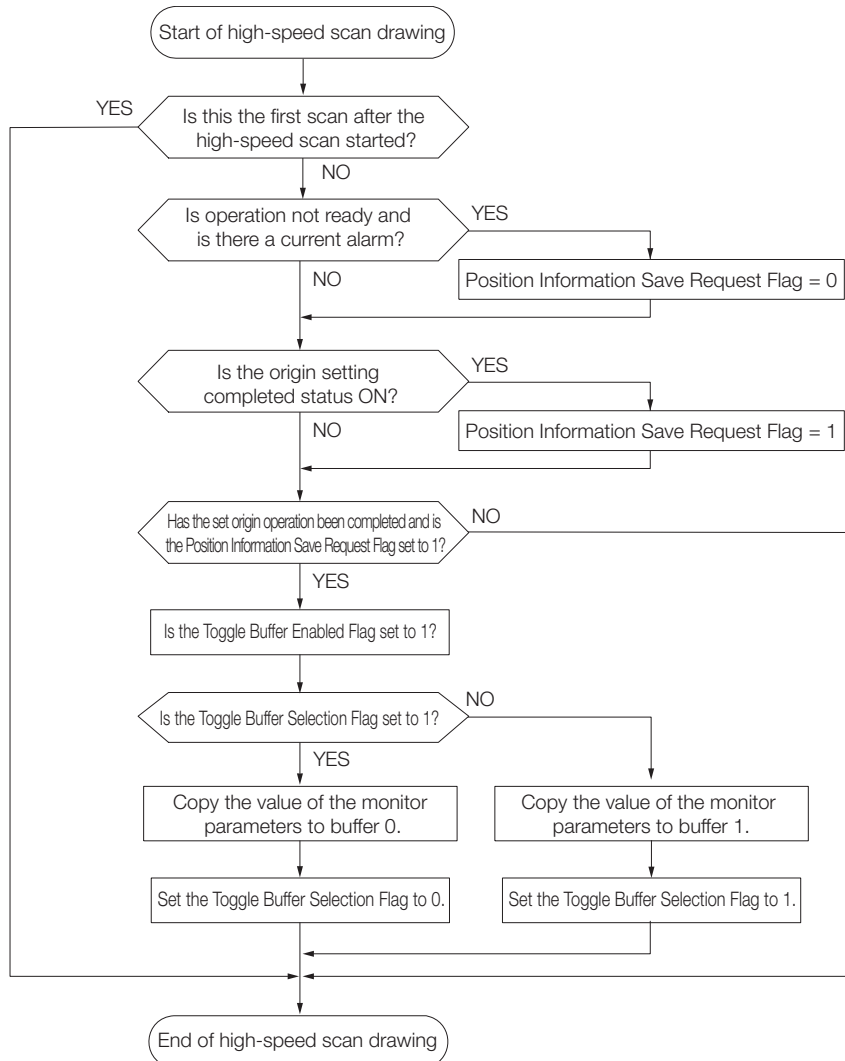 Start of high-speed scan drawing
YES
Is this the first scan after the
high-speed scan started?
NO
Is operation not ready and
is there a current alarm?
YES
NO
Position Information Save Request Flag = 0
Is the origin setting
completed status ON?
YES
NO
Position Information Save Request Flag = 1
Has the set origin operation been completed and is
the Position Information Save Request Flag set to 1?
NO
YES
Is the Toggle Buffer Enabled Flag set to 1?
Is the Toggle Buffer Selection Flag set to 1?
NO
YES
Copy the value of the monitor
parameters to buffer 0.
Copy the value of the monitor
parameters to buffer 1.
Set the Toggle Buffer Selection Flag to 0.
Set the Toggle Buffer Selection Flag to 1.
End of high-speed scan drawing